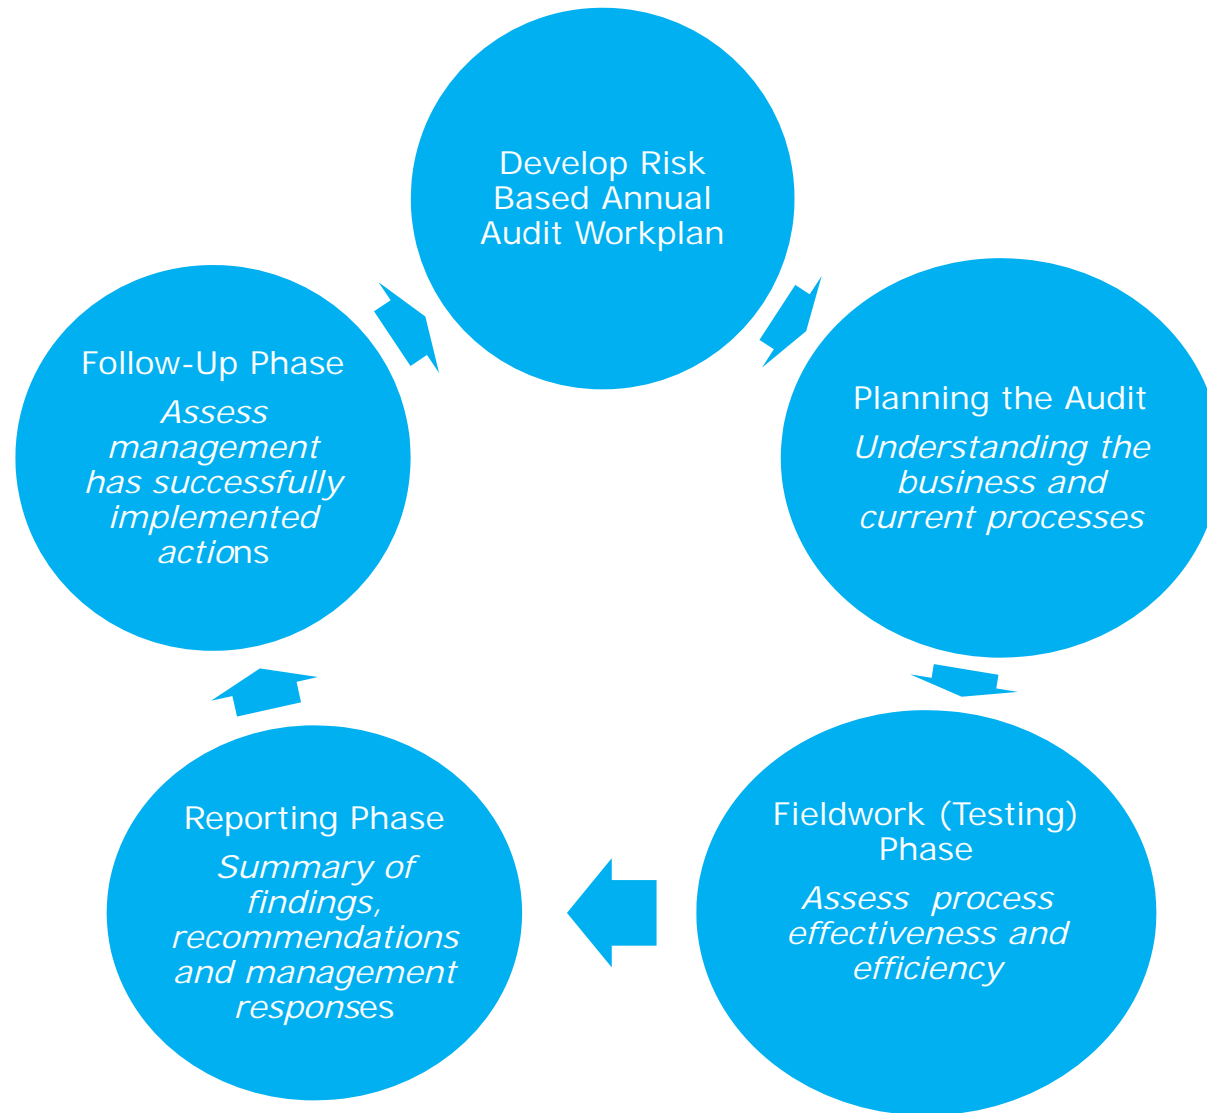 Develop Risk
Based Annual
Audit Workplan
Planning the Audit
Understanding the
business and
current processes
Fieldwork (Testing)
Phase
Assess process
effectiveness and
efficiency
Reporting Phase
Summary of
findings,
recommendations
and management
responses
Follow-Up Phase
Assess
management
has successfully
implemented
actions